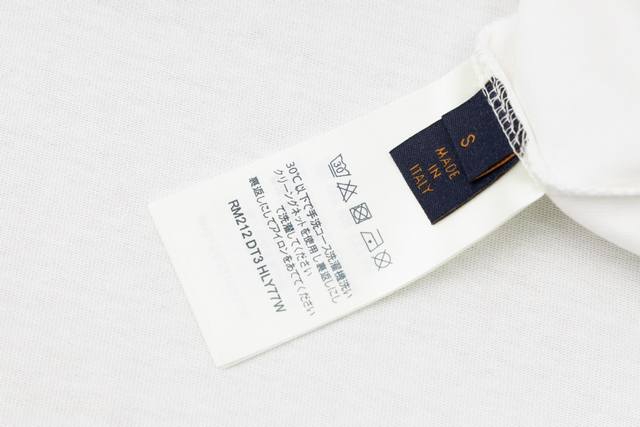 S
MADE
IN
ITALY
30
30℃以下で手洗コース洗濯機洗い
クリーニングネットを使用し裏返しにし
て洗濯してください
裏返しにしてアイロンをあててください
RM212 DT3 HLY77W